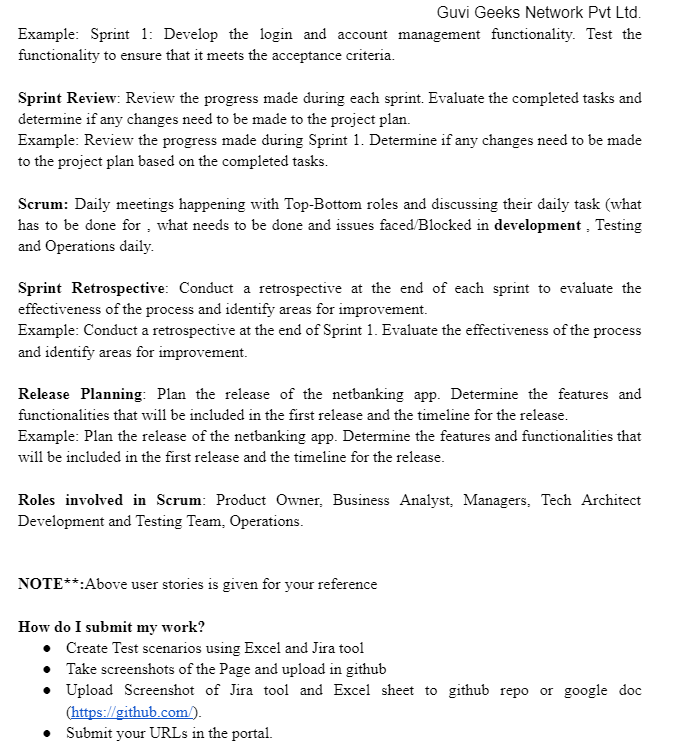 Guvi Geeks Network Pvt Ltd.
Example: Sprint 1: Develop the login and account management functionality. Test the
functionality to ensure that it meets the acceptance criteria.
Sprint Review: Review the progress made during each sprint. Evaluate the completed tasks and
determine if any changes need to be made to the project plan.
Example: Review the progress made during Sprint 1. Determine if any changes need to be made
to the project plan based on the completed tasks.
Scrum: Daily meetings happening with Top-Bottom roles and discussing their daily task (what
has to be done for , what needs to be done and issues faced/Blocked in development , Testing
and Operations daily.
Sprint Retrospective: Conduct a retrospective at the end of each sprint to evaluate the
effectiveness of the process and identify areas for improvement.
Example: Conduct a retrospective at the end of Sprint 1. Evaluate the effectiveness of the process
and identify areas for improvement.
Release Planning: Plan the release of the netbanking app. Determine the features and
functionalities that will be included in the first release and the timeline for the release.
Example: Plan the release of the netbanking app. Determine the features and functionalities that
will be included in the first release and the timeline for the release.
Roles involved in Scrum: Product Owner, Business Analyst, Managers, Tech Architect
Development and Testing Team, Operations.
NOTE**:Above user stories is given for your reference
How do I submit my work?
● Create Test scenarios using Excel and Jira tool
● Take screenshots of the Page and upload in github
● Upload Screenshot of Jira tool and Excel sheet to github repo or google doc
(https://github.com/).
● Submit your URLs in the portal.